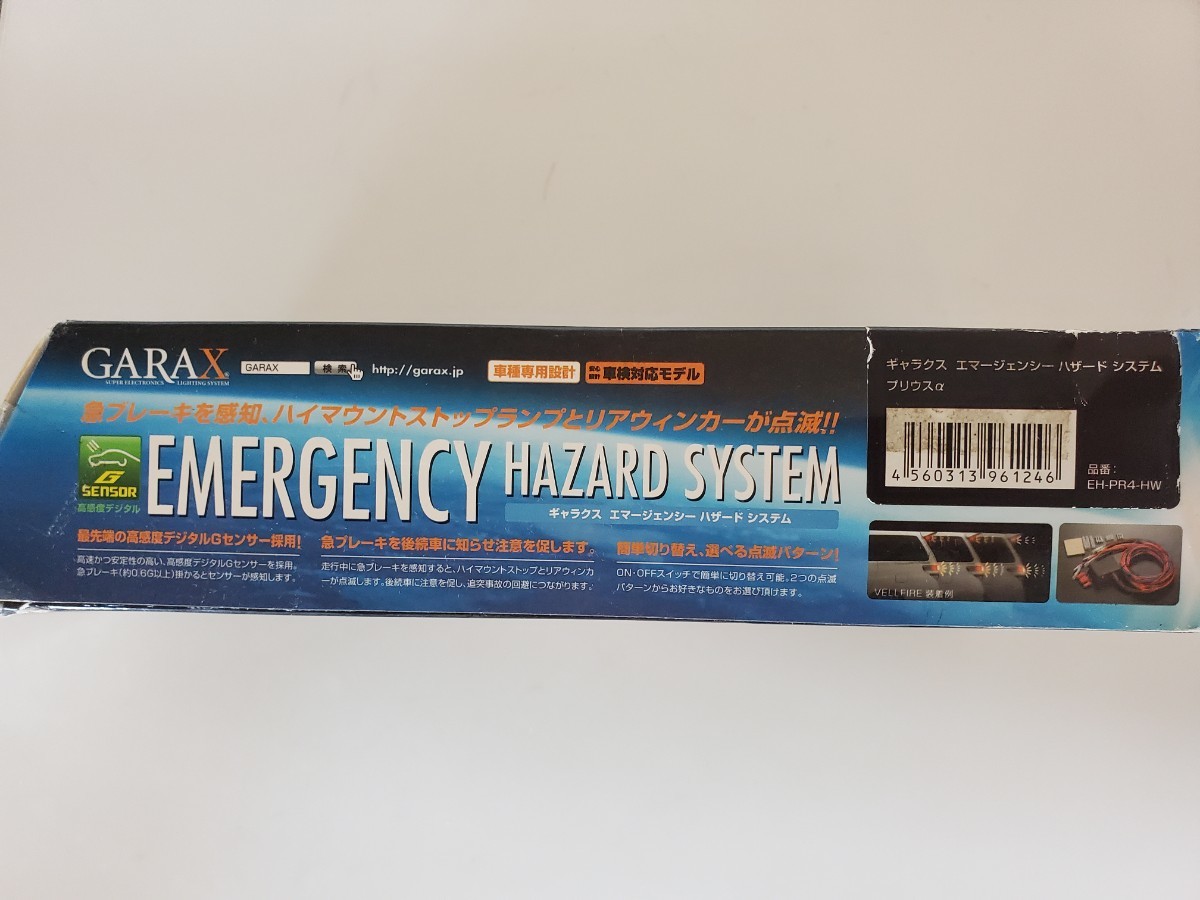 GARAX
SUPER ELECTRONICS LIGHTING SYSTEM
GARAX 検索 http://garax.jp
車種専用設計
車検対応モデル
急ブレーキを感知、ハイマウントストップランプとリアウィンカーが点滅!!
G
SENSOR
高感度デジタル
EMERGENCY HAZARD SYSTEM
ギャラクス エマージェンシー ハザード システム
最先端の高感度デジタルGセンサー採用!
高速かつ安定性の高い、高感度デジタルGセンサーを採用。
急ブレーキ(約0.6G以上)掛かるとセンサーが感知します。
急ブレーキを後続車に知らせ注意を促します。
走行中に急ブレーキを感知すると、ハイマウントストップとリアウィンカ
ーが点滅します。後続車に注意を促し、追突事故の回避につながります。
簡単切り替え、選べる点滅パターン!
ON・OFFスイッチで簡単に切り替え可能。2つの点滅
パターンからお好きなものをお選び頂けます。
ギャラクス エマージェンシー ハザード システム
プリウスα
4 560313 961246
品番:
EH-PR4-HW
VELLFIRE 装着例